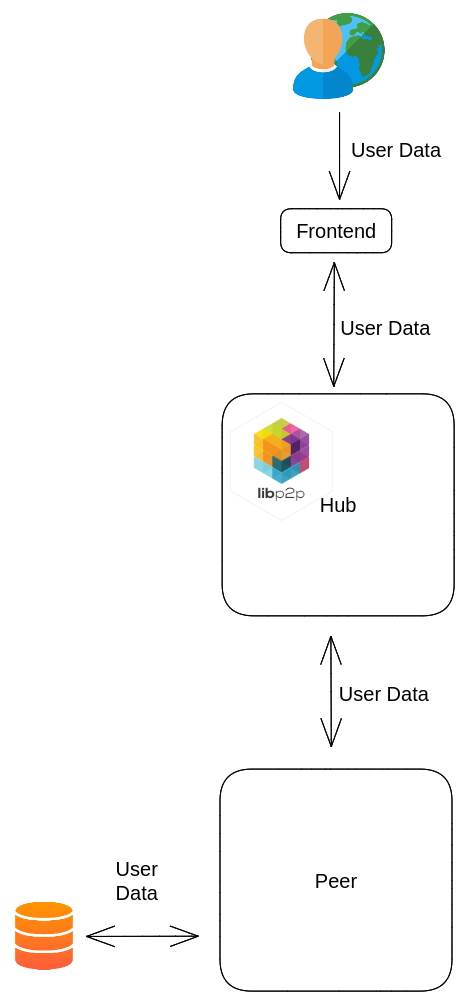 User Data
Frontend
User Data
libp2p
Hub
User Data
User
Data
Peer